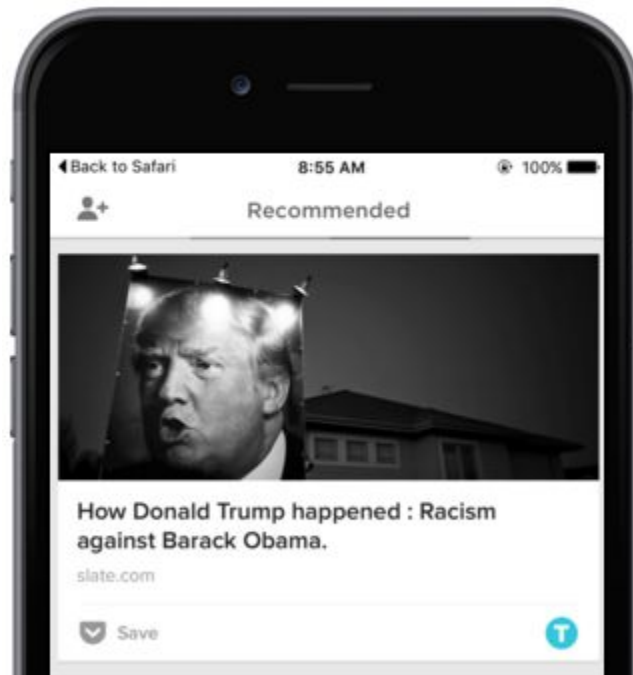 Back to Safari 8:55 AM 100%
Recommended
How Donald Trump happened : Racism
against Barack Obama.
slate.com
Save T